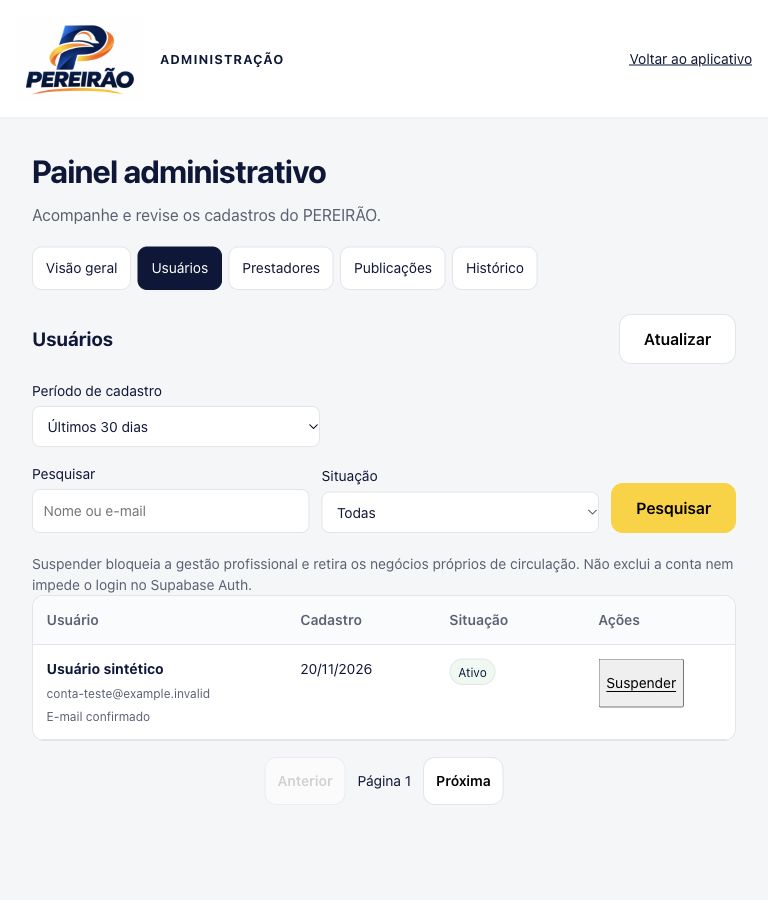 PEREIRÃO
ADMINISTRAÇÃO
Voltar ao aplicativo
Painel administrativo
Acompanhe e revise os cadastros do PEREIRÃO.
Visão geral
Usuários
Prestadores
Publicações
Histórico
Usuários
Atualizar
Período de cadastro
Últimos 30 dias
Pesquisar
Situação
Nome ou e-mail
Todas
Pesquisar
Suspender bloqueia a gestão profissional e retira os negócios próprios de circulação. Não exclui a conta nem
impede o login no Supabase Auth.
Usuário
Cadastro
Situação
Ações
Usuário sintético
20/11/2026
Ativo
Suspender
conta-teste@example.invalid
E-mail confirmado
Anterior
Página 1
Próxima